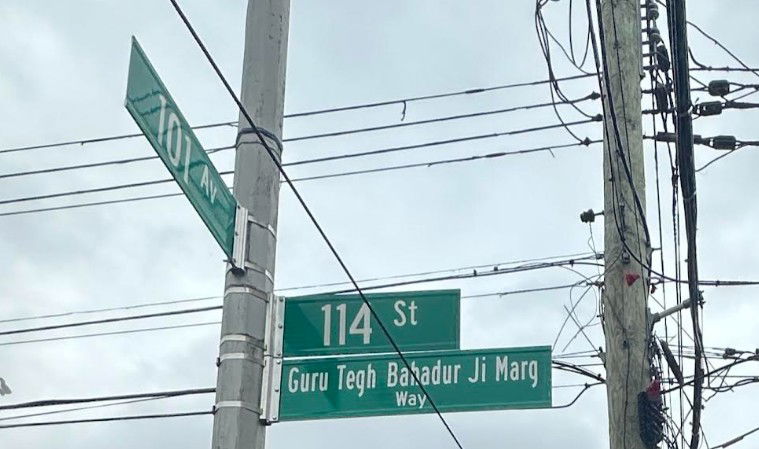 101 AV
114 St
Guru Tegh Bahadur Ji Marg
Way